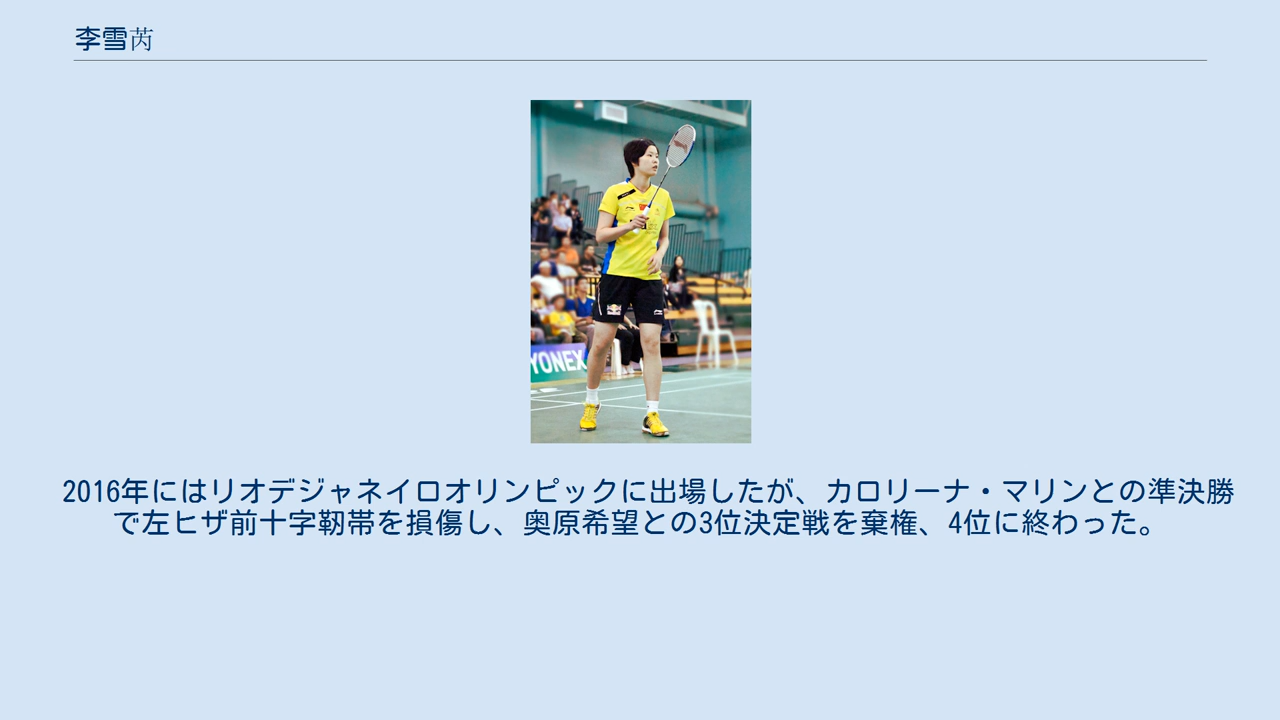 李雪芮
YONEX
2016年にはリオデジャネイロオリンピックに出場したが、カロリーナ・マリンとの準決勝
で左ヒザ前十字靭帯を損傷し、奥原希望との3位決定戦を棄権、4位に終わった。